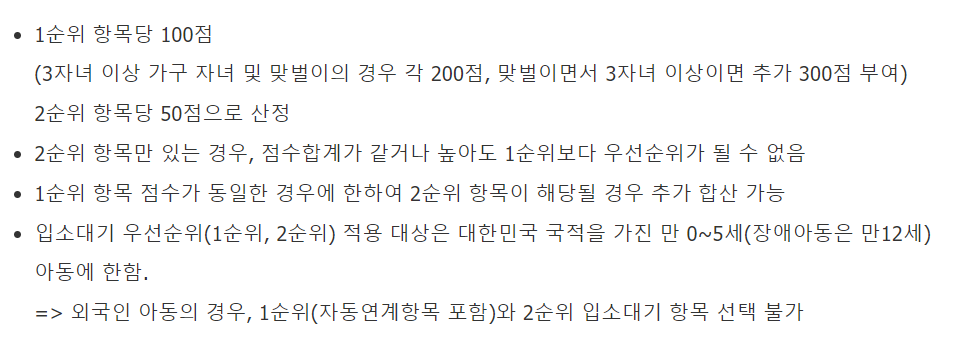 • 1순위 항목당 100점
(3자녀 이상 가구 자녀 및 맞벌이의 경우 각 200점, 맞벌이면서 3자녀 이상이면 추가 300점 부여)
2순위 항목당 50점으로 산정
• 2순위 항목만 있는 경우, 점수합계가 같거나 높아도 1순위보다 우선순위가 될 수 없음
• 1순위 항목 점수가 동일한 경우에 한하여 2순위 항목이 해당될 경우 추가 합산 가능
• 입소대기 우선순위(1순위, 2순위) 적용 대상은 대한민국 국적을 가진 만 0~5세(장애아동은 만12세)
아동에 한함.
=> 외국인 아동의 경우, 1순위(자동연계항목 포함)와 2순위 입소대기 항목 선택 불가